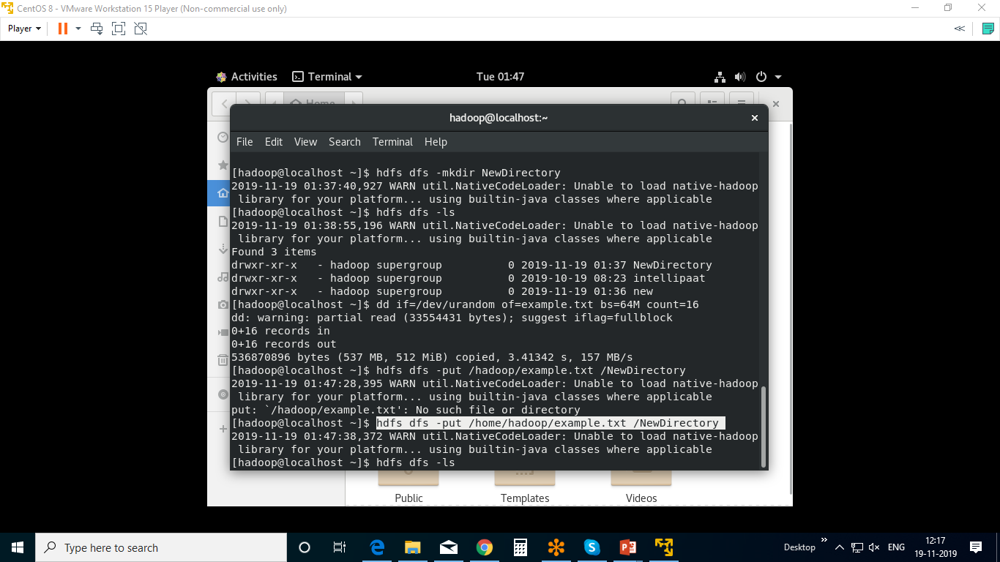 CentOS 8 - VMware Workstation 15 Player (Non-commercial use only)
Player
Activities Terminal Tue 01:47
Home
hadoop@localhost:~
File Edit View Search Terminal Help
[hadoop@localhost ~]$ hdfs dfs -mkdir NewDirectory
2019-11-19 01:37:40,927 WARN util.NativeCodeLoader: Unable to load native-hadoop
library for your platform... using builtin-java classes where applicable
[hadoop@localhost ~]$ hdfs dfs -ls
2019-11-19 01:38:55,196 WARN util.NativeCodeLoader: Unable to load native-hadoop
library for your platform... using builtin-java classes where applicable
Found 3 items
drwxr-xr-x - hadoop supergroup 0 2019-11-19 01:37 NewDirectory
drwxr-xr-x - hadoop supergroup 0 2019-10-19 08:23 intellipaat
drwxr-xr-x - hadoop supergroup 0 2019-11-19 01:36 new
[hadoop@localhost ~]$ dd if=/dev/urandom of=example.txt bs=64M count=16
dd: warning: partial read (33554431 bytes); suggest iflag=fullblock
0+16 records in
0+16 records out
536870896 bytes (537 MB, 512 MiB) copied, 3.41342 s, 157 MB/s
[hadoop@localhost ~]$ hdfs dfs -put /hadoop/example.txt /NewDirectory
2019-11-19 01:47:28,395 WARN util.NativeCodeLoader: Unable to load native-hadoop
library for your platform... using builtin-java classes where applicable
put: `/hadoop/example.txt': No such file or directory
[hadoop@localhost ~]$ hdfs dfs -put /home/hadoop/example.txt /NewDirectory
2019-11-19 01:47:38,372 WARN util.NativeCodeLoader: Unable to load native-hadoop
library for your platform... using builtin-java classes where applicable
[hadoop@localhost ~]$ hdfs dfs -ls
Public Templates Videos
Type here to search
Desktop
ENG
12:17
19-11-2019